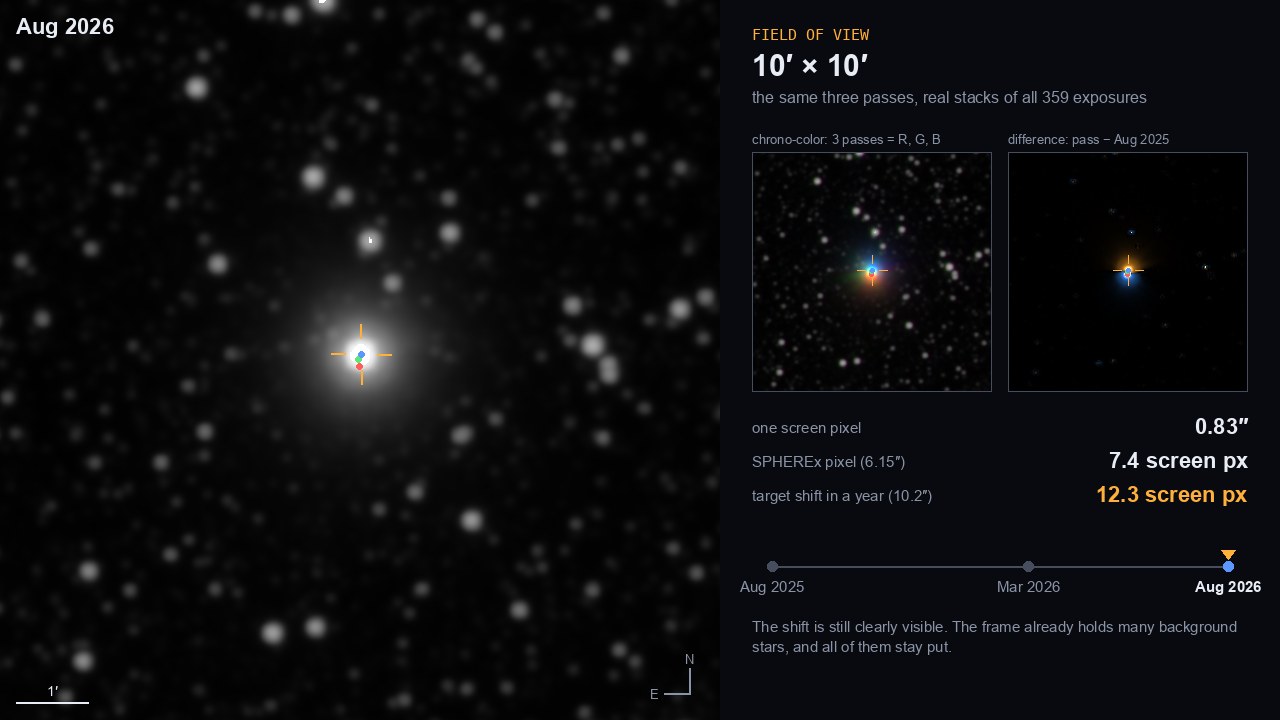 Aug 2026
FIELD OF VIEW
10′ × 10′
the same three passes, real stacks of all 359 exposures
chrono-color: 3 passes = R, G, B
difference: pass − Aug 2025
one screen pixel 0.83″
SPHEREx pixel (6.15″) 7.4 screen px
target shift in a year (10.2″) 12.3 screen px
Aug 2025 Mar 2026 Aug 2026
The shift is still clearly visible. The frame already holds many background
stars, and all of them stay put.
N
E
1′